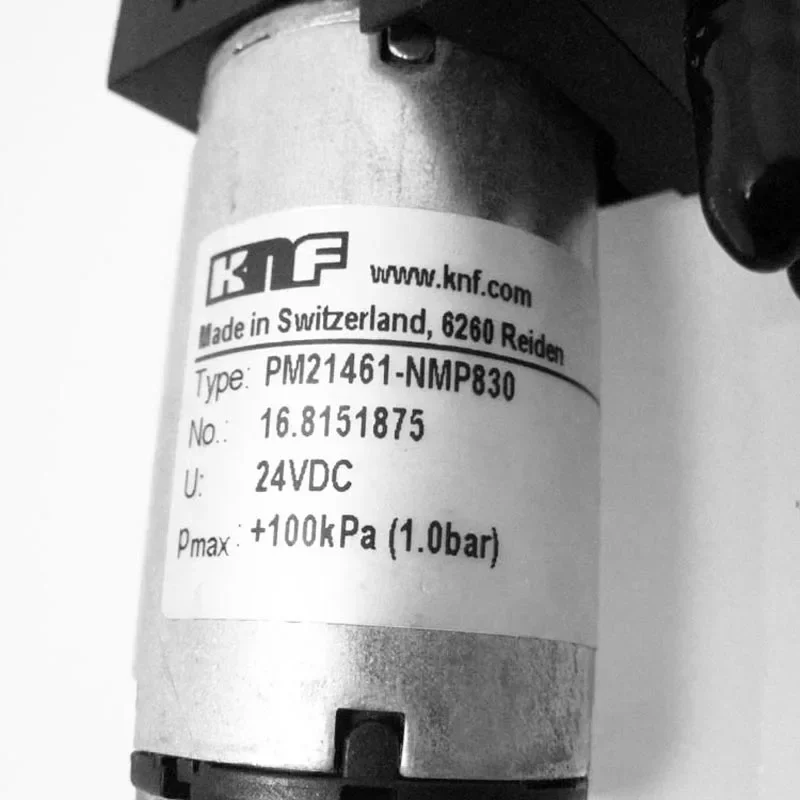 KNF www.knf.com
Made in Switzerland, 6260 Reiden
Type: PM21461-NMP830
No.: 16.8151875
U: 24VDC
pmax: +100kPa (1.0bar)